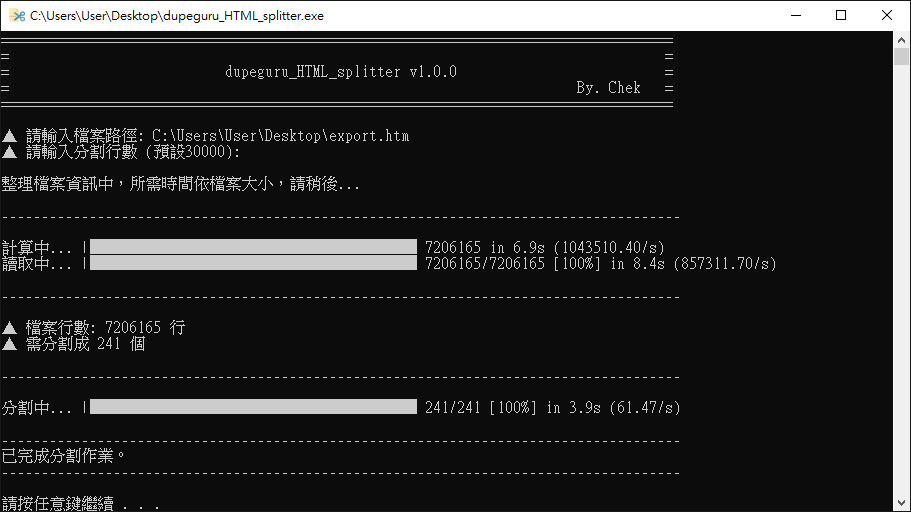 C:\Users\User\Desktop\dupeguru_HTML_splitter.exe
dupeguru_HTML_splitter v1.0.0
By. Chek
▲ 請輸入檔案路徑: C:\Users\User\Desktop\export.htm
▲ 請輸入分割行數 (預設30000):
整理檔案資訊中，所需時間依檔案大小，請稍後...
計算中... | 7206165 in 6.9s (1043510.40/s)
讀取中... | 7206165/7206165 [100%] in 8.4s (857311.70/s)
▲ 檔案行數: 7206165 行
▲ 需分割成 241 個
分割中... | 241/241 [100%] in 3.9s (61.47/s)
已完成分割作業。
請按任意鍵繼續 . . .